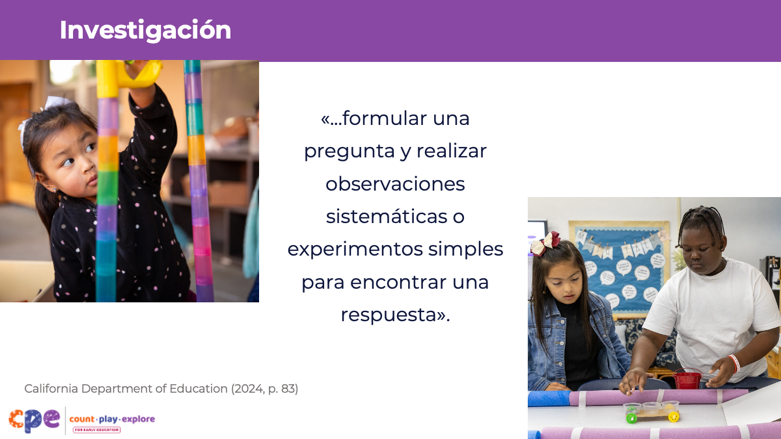 Investigación
«...formular una
pregunta y realizar
observaciones
sistemáticas o
experimentos simples
para encontrar una
respuesta».
California Department of Education (2024, p. 83)
cpe
count·play·explore
FOR EARLY EDUCATION